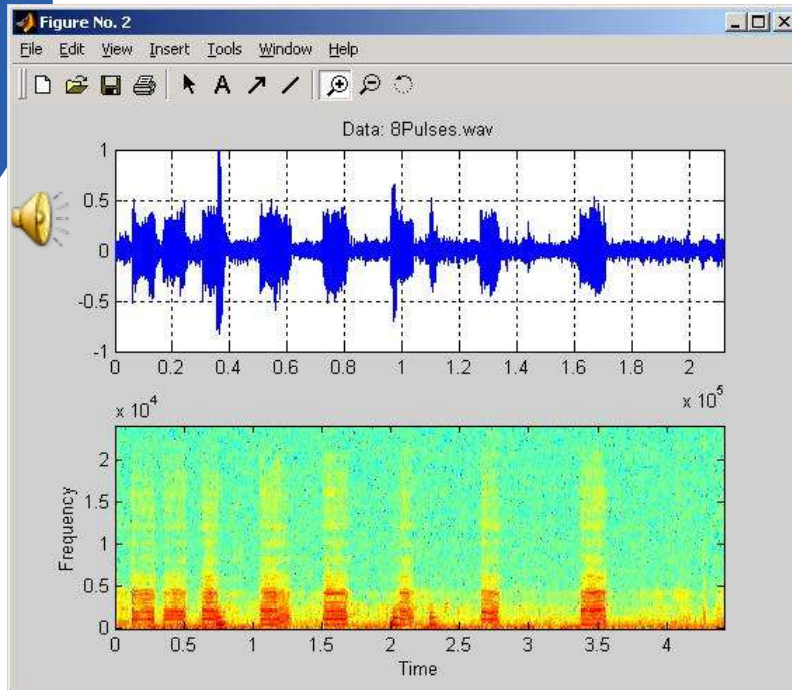 Figure No. 2
File Edit View Insert Tools Window Help
A
Data: 8Pulses.wav
1
0.5
0
-0.5
-1
0 0.2 0.4 0.6 0.8 1 1.2 1.4 1.6 1.8 2
x 10^5
x 10^4
2
1.5
1
0.5
0
Frequency
0 0.5 1 1.5 2 2.5 3 3.5 4
Time